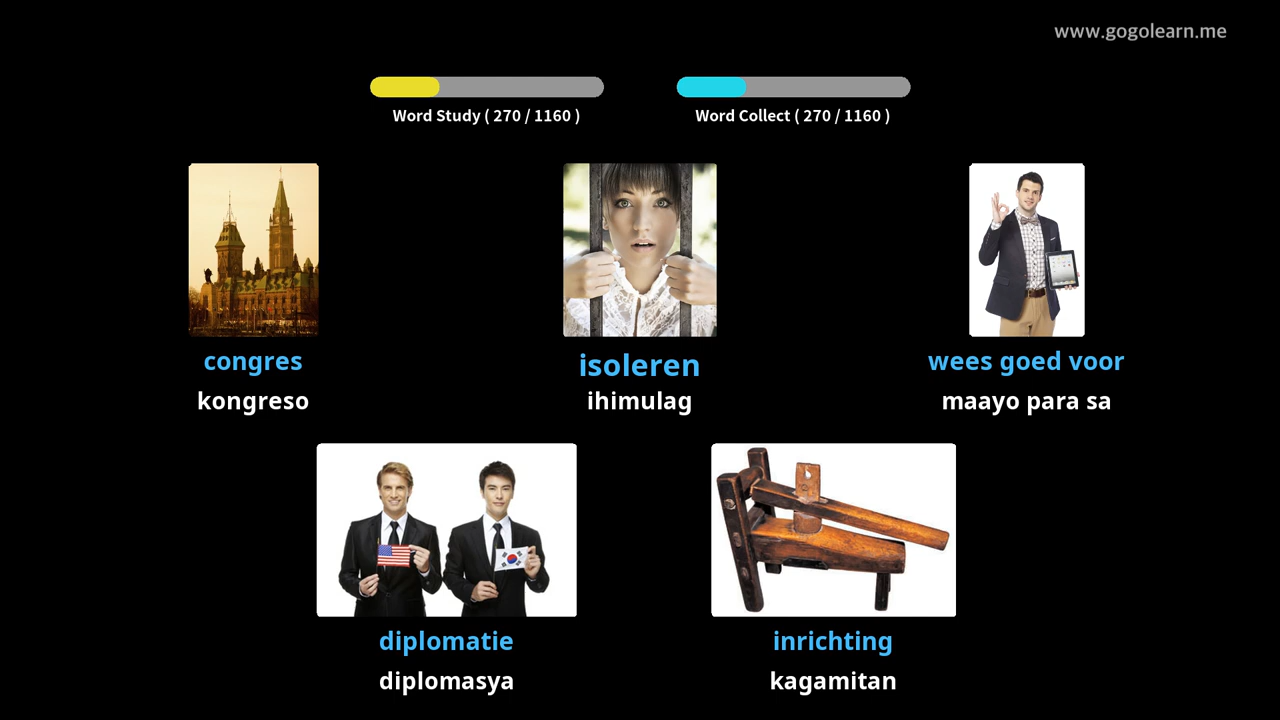 www.gogolearn.me
Word Study ( 270 / 1160 )
Word Collect ( 270 / 1160 )
congres
kongreso
isoleren
ihimulag
wees goed voor
maayo para sa
diplomatie
diplomasya
inrichting
kagamitan